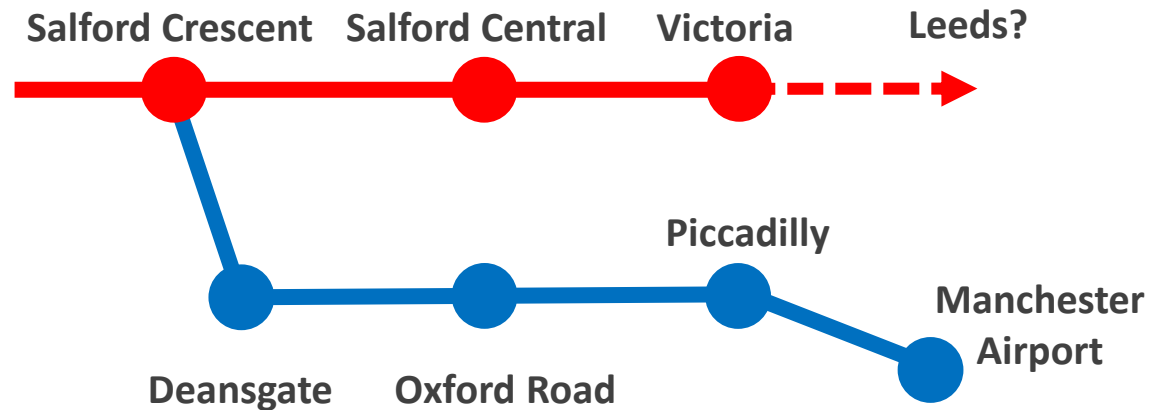 Salford Crescent
Salford Central
Victoria
Leeds?
Piccadilly
Manchester
Airport
Deansgate
Oxford Road